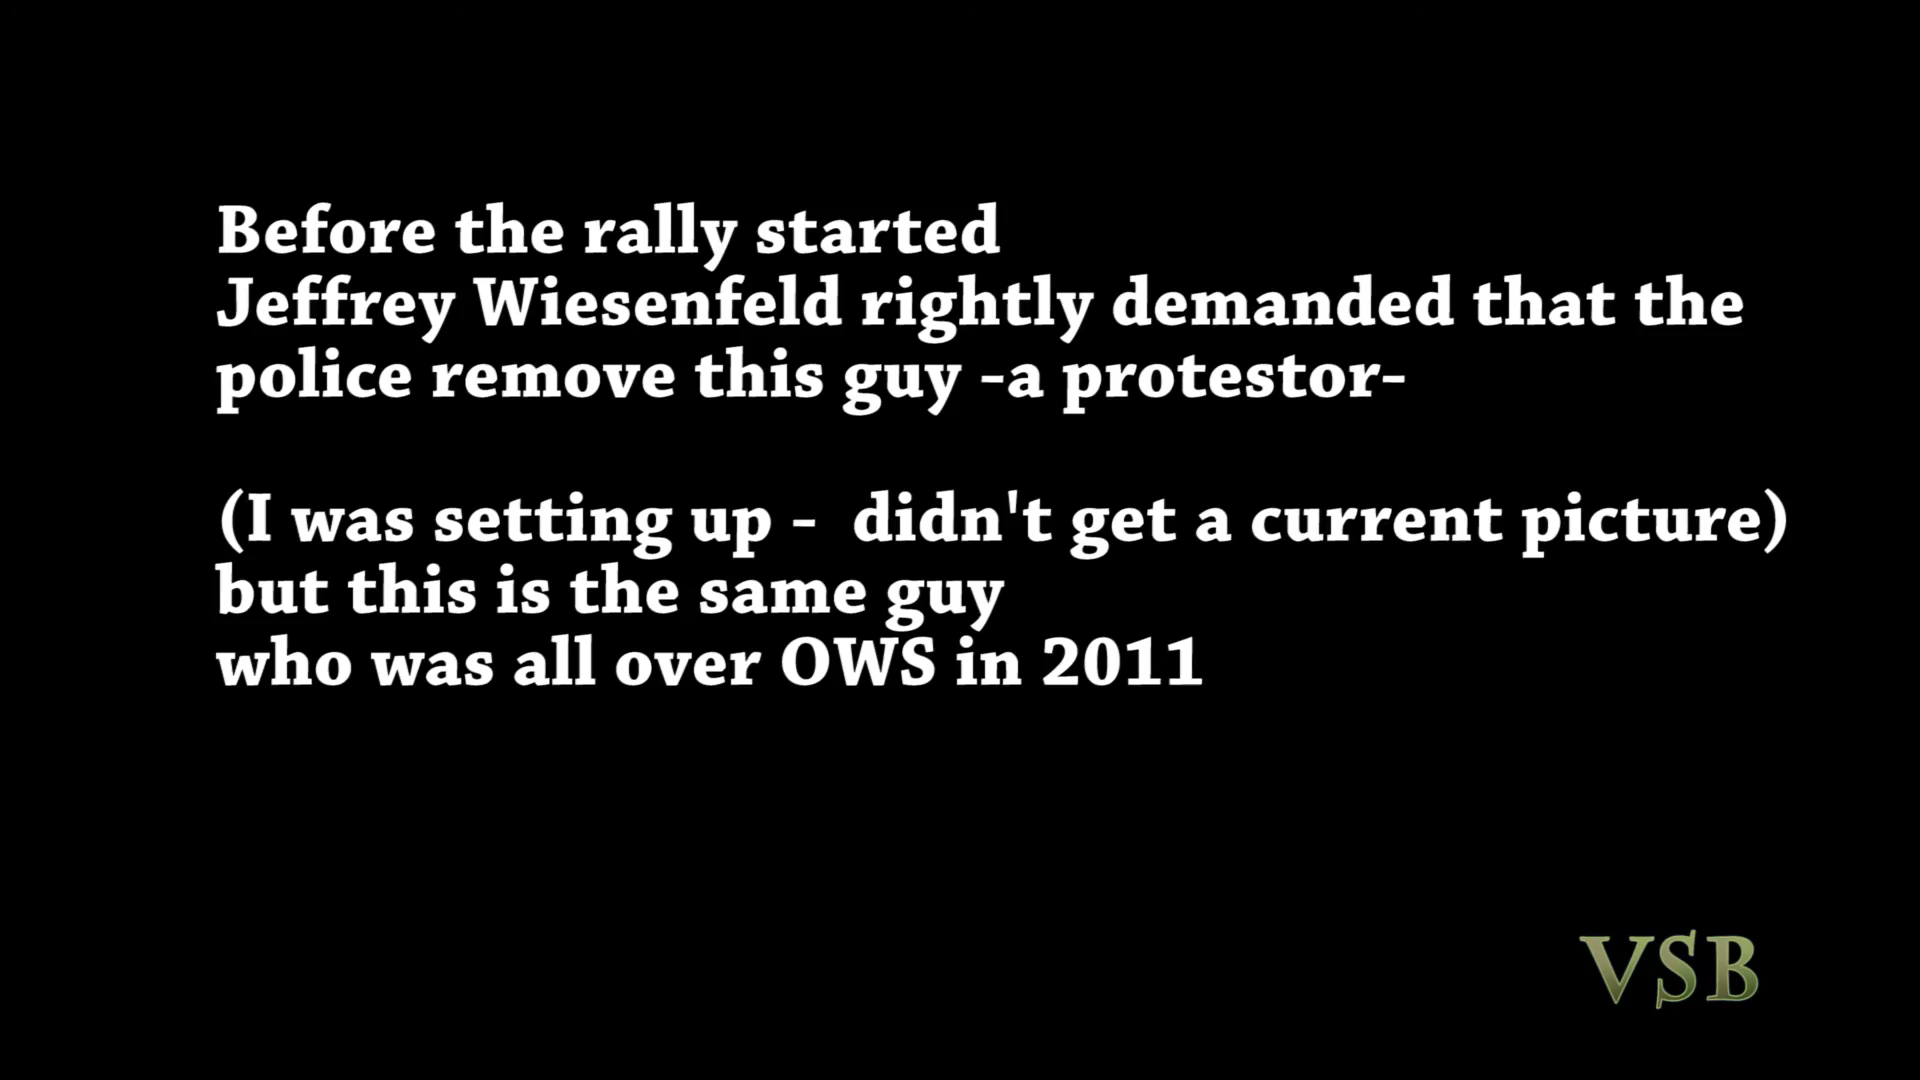 Before the rally started
Jeffrey Wiesenfeld rightly demanded that the
police remove this guy -a protestor-
(I was setting up -  didn't get a current picture)
but this is the same guy
who was all over OWS in 2011
VSB